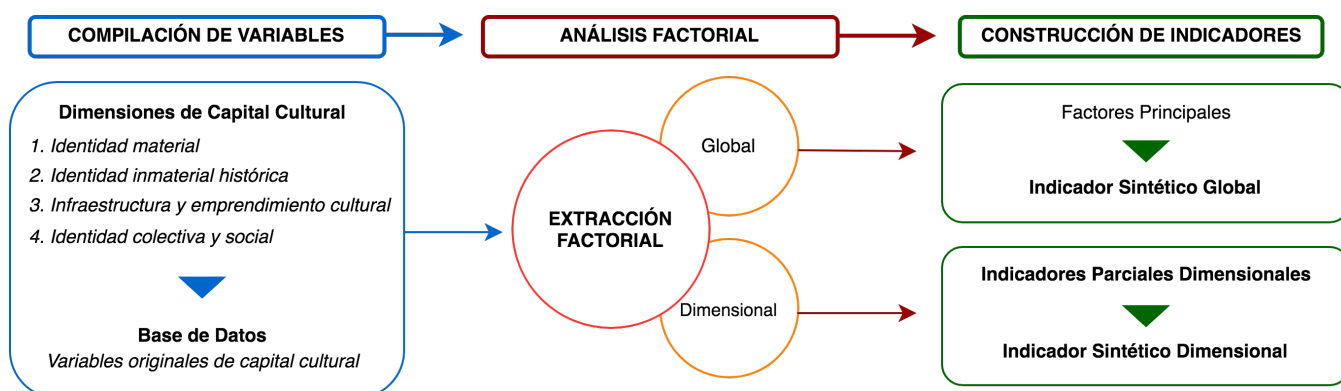 COMPILACIÓN DE VARIABLES
ANÁLISIS FACTORIAL
CONSTRUCCIÓN DE INDICADORES
Dimensiones de Capital Cultural
1. Identidad material
2. Identidad inmaterial histórica
3. Infraestructura y emprendimiento cultural
4. Identidad colectiva y social
Base de Datos
Variables originales de capital cultural
EXTRACCIÓN
FACTORIAL
Global
Dimensional
Factores Principales
Indicador Sintético Global
Indicadores Parciales Dimensionales
Indicador Sintético Dimensional